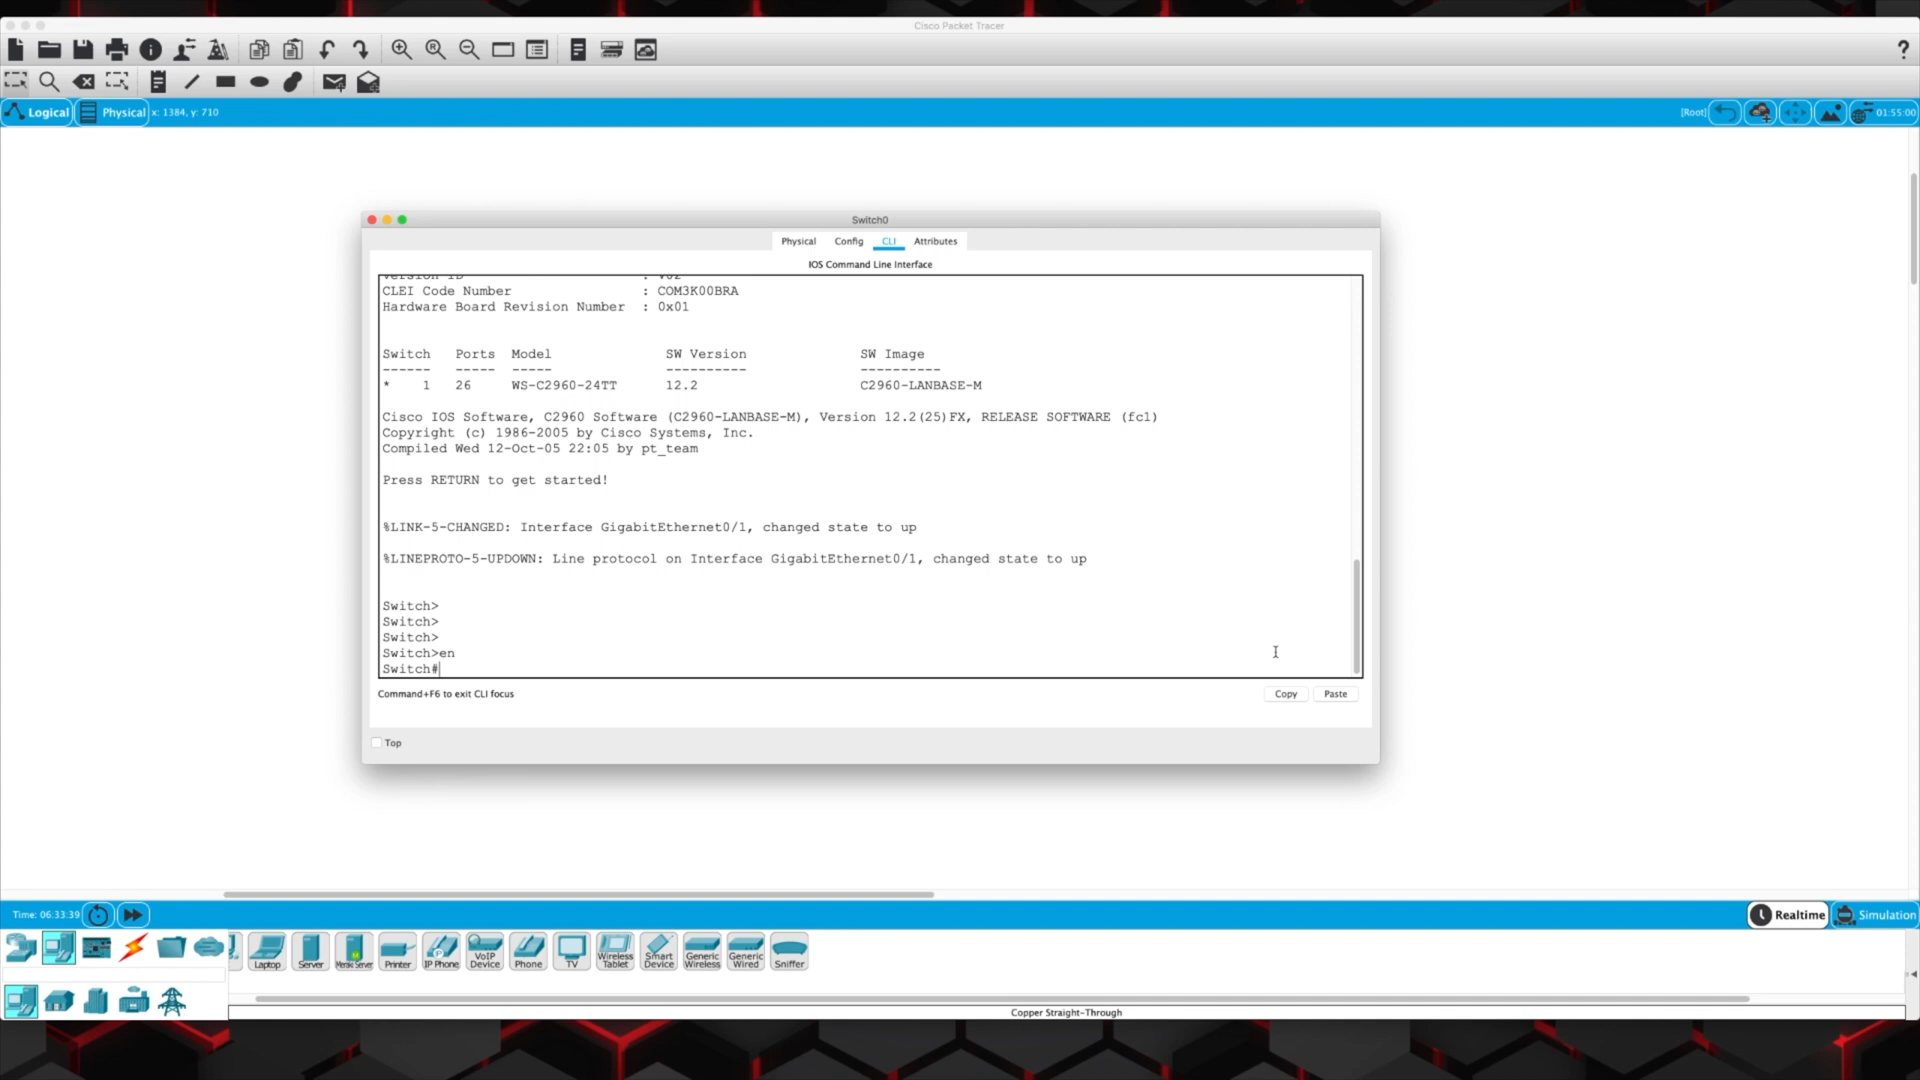 Cisco Packet Tracer
?
Logical Physical x: 1384, y: 710 [Root] 01:55:00
Switch0
Physical Config CLI Attributes
IOS Command Line Interface
Version ID : V02
CLEI Code Number : COM3K00BRA
Hardware Board Revision Number : 0x01
Switch Ports Model SW Version SW Image
------ ----- ----- ---------- ----------
* 1 26 WS-C2960-24TT 12.2 C2960-LANBASE-M
Cisco IOS Software, C2960 Software (C2960-LANBASE-M), Version 12.2(25)FX, RELEASE SOFTWARE (fc1)
Copyright (c) 1986-2005 by Cisco Systems, Inc.
Compiled Wed 12-Oct-05 22:05 by pt_team
Press RETURN to get started!
%LINK-5-CHANGED: Interface GigabitEthernet0/1, changed state to up
%LINEPROTO-5-UPDOWN: Line protocol on Interface GigabitEthernet0/1, changed state to up
Switch>
Switch>
Switch>
Switch>en
Switch#
Command+F6 to exit CLI focus
Copy Paste
Top
Time: 06:33:39 Realtime Simulation
Laptop Server Meraki Server Printer IP Phone VoIP Device Phone TV Wireless Tablet Smart Device Generic Wireless Generic Wired Sniffer
Copper Straight-Through